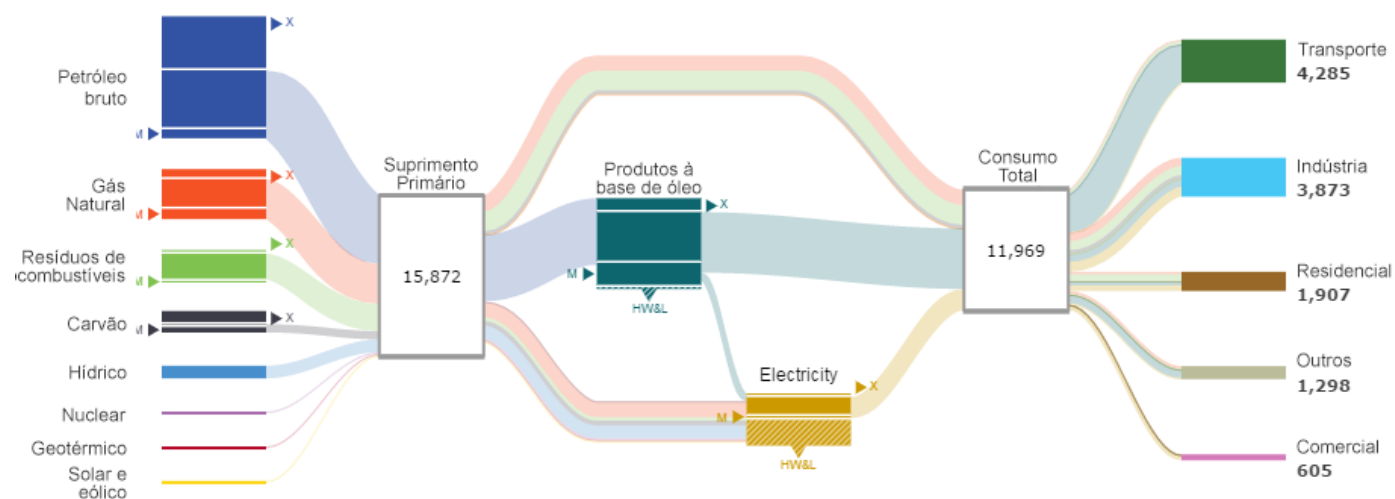 X
Petróleo
bruto
M
X
Gás
Natural
M
X
Resíduos de
ocombustíveis
M
X
Carvão
M
Hídrico
Nuclear
Geotérmico
Solar e
eólico
Suprimento
Primário
15,872
Produtos à
base de óleo
X
M
HW&L
Electricity
X
M
HW&L
Consumo
Total
11,969
Transporte
4,285
Indústria
3,873
Residencial
1,907
Outros
1,298
Comercial
605